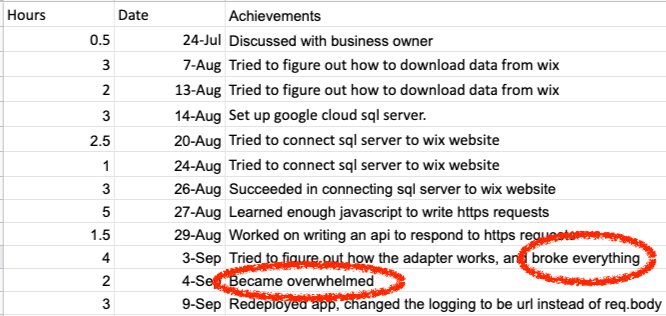 Hours Date Achievements
0.5 24-Jul Discussed with business owner
3 7-Aug Tried to figure out how to download data from wix
2 13-Aug Tried to figure out how to download data from wix
3 14-Aug Set up google cloud sql server.
2.5 20-Aug Tried to connect sql server to wix website
1 24-Aug Tried to connect sql server to wix website
3 26-Aug Succeeded in connecting sql server to wix website
5 27-Aug Learned enough javascript to write https requests
1.5 29-Aug Worked on writing an api to respond to https requests
4 3-Sep Tried to figure out how the adapter works, and broke everything
2 4-Sep Became overwhelmed
3 9-Sep Redeployed app, changed the logging to be url instead of req.body